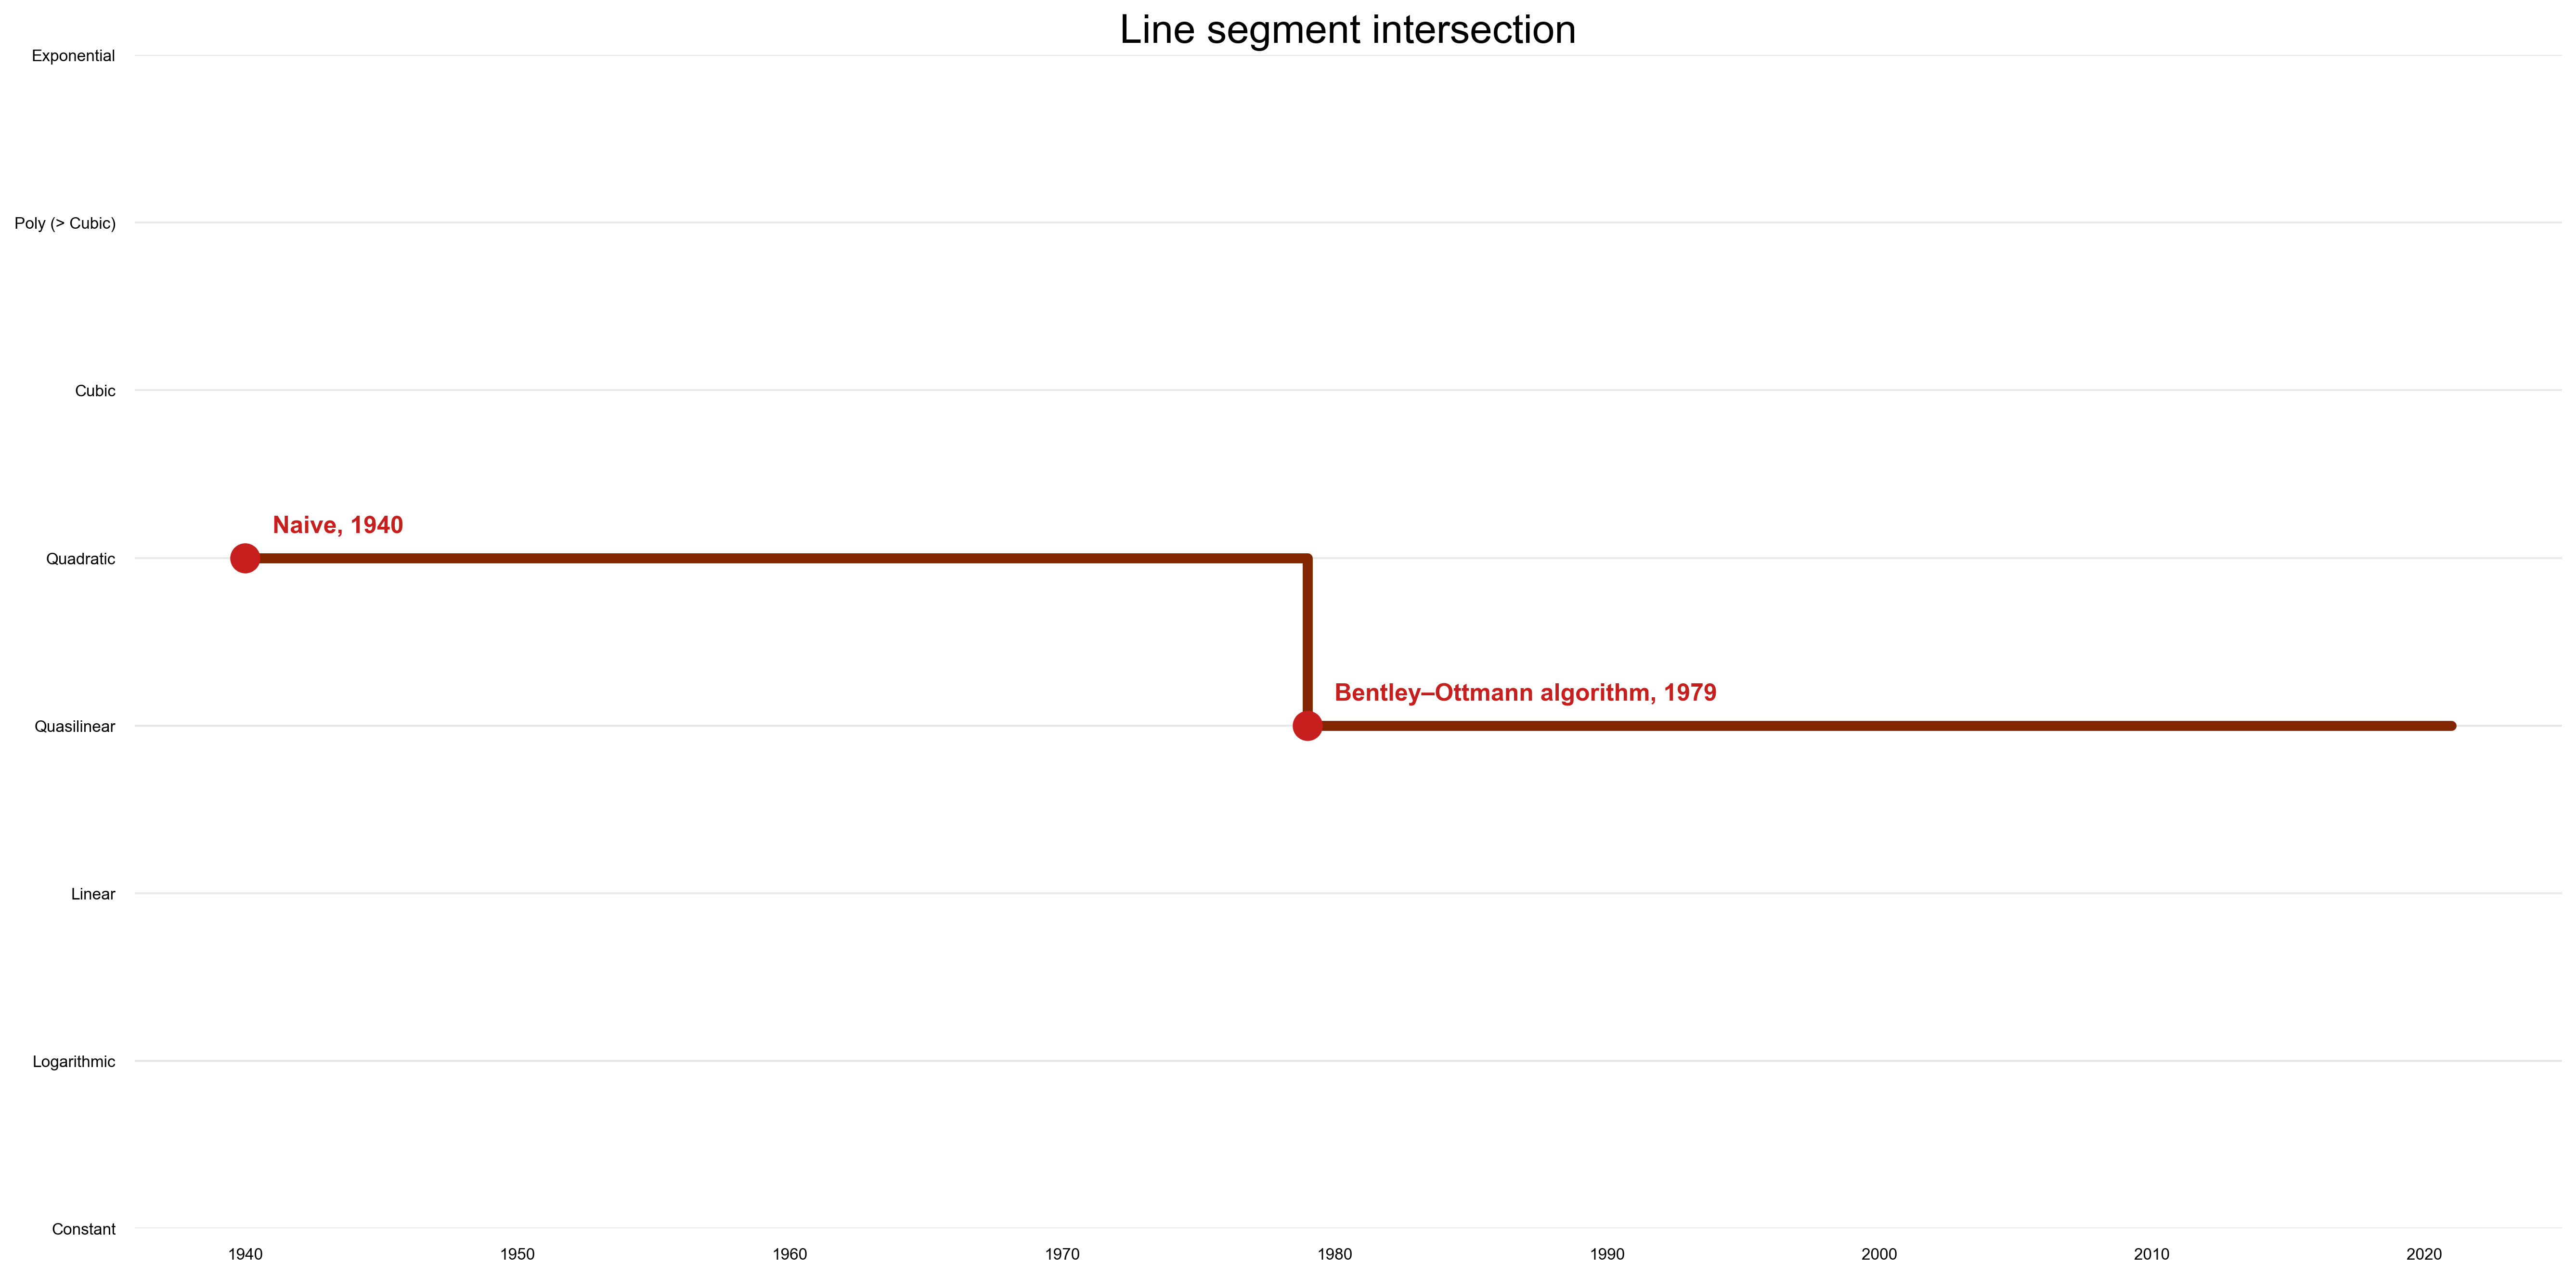 Line segment intersection
Exponential
Poly (> Cubic)
Cubic
Naive, 1940
Quadratic
Bentley–Ottmann algorithm, 1979
Quasilinear
Linear
Logarithmic
Constant
1940 1950 1960 1970 1980 1990 2000 2010 2020